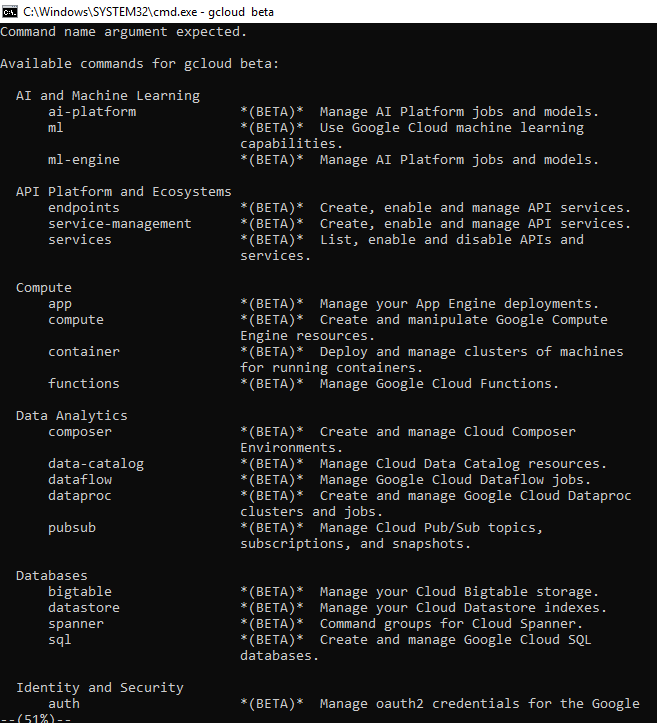 C:\Windows\SYSTEM32\cmd.exe - gcloud  beta
Command name argument expected.
Available commands for gcloud beta:
AI and Machine Learning
ai-platform *(BETA)*  Manage AI Platform jobs and models.
ml *(BETA)*  Use Google Cloud machine learning
capabilities.
ml-engine *(BETA)*  Manage AI Platform jobs and models.
API Platform and Ecosystems
endpoints *(BETA)*  Create, enable and manage API services.
service-management *(BETA)*  Create, enable and manage API services.
services *(BETA)*  List, enable and disable APIs and
services.
Compute
app *(BETA)*  Manage your App Engine deployments.
compute *(BETA)*  Create and manipulate Google Compute
Engine resources.
container *(BETA)*  Deploy and manage clusters of machines
for running containers.
functions *(BETA)*  Manage Google Cloud Functions.
Data Analytics
composer *(BETA)*  Create and manage Cloud Composer
Environments.
data-catalog *(BETA)*  Manage Cloud Data Catalog resources.
dataflow *(BETA)*  Manage Google Cloud Dataflow jobs.
dataproc *(BETA)*  Create and manage Google Cloud Dataproc
clusters and jobs.
pubsub *(BETA)*  Manage Cloud Pub/Sub topics,
subscriptions, and snapshots.
Databases
bigtable *(BETA)*  Manage your Cloud Bigtable storage.
datastore *(BETA)*  Manage your Cloud Datastore indexes.
spanner *(BETA)*  Command groups for Cloud Spanner.
sql *(BETA)*  Create and manage Google Cloud SQL
databases.
Identity and Security
auth *(BETA)*  Manage oauth2 credentials for the Google
--(51%)--